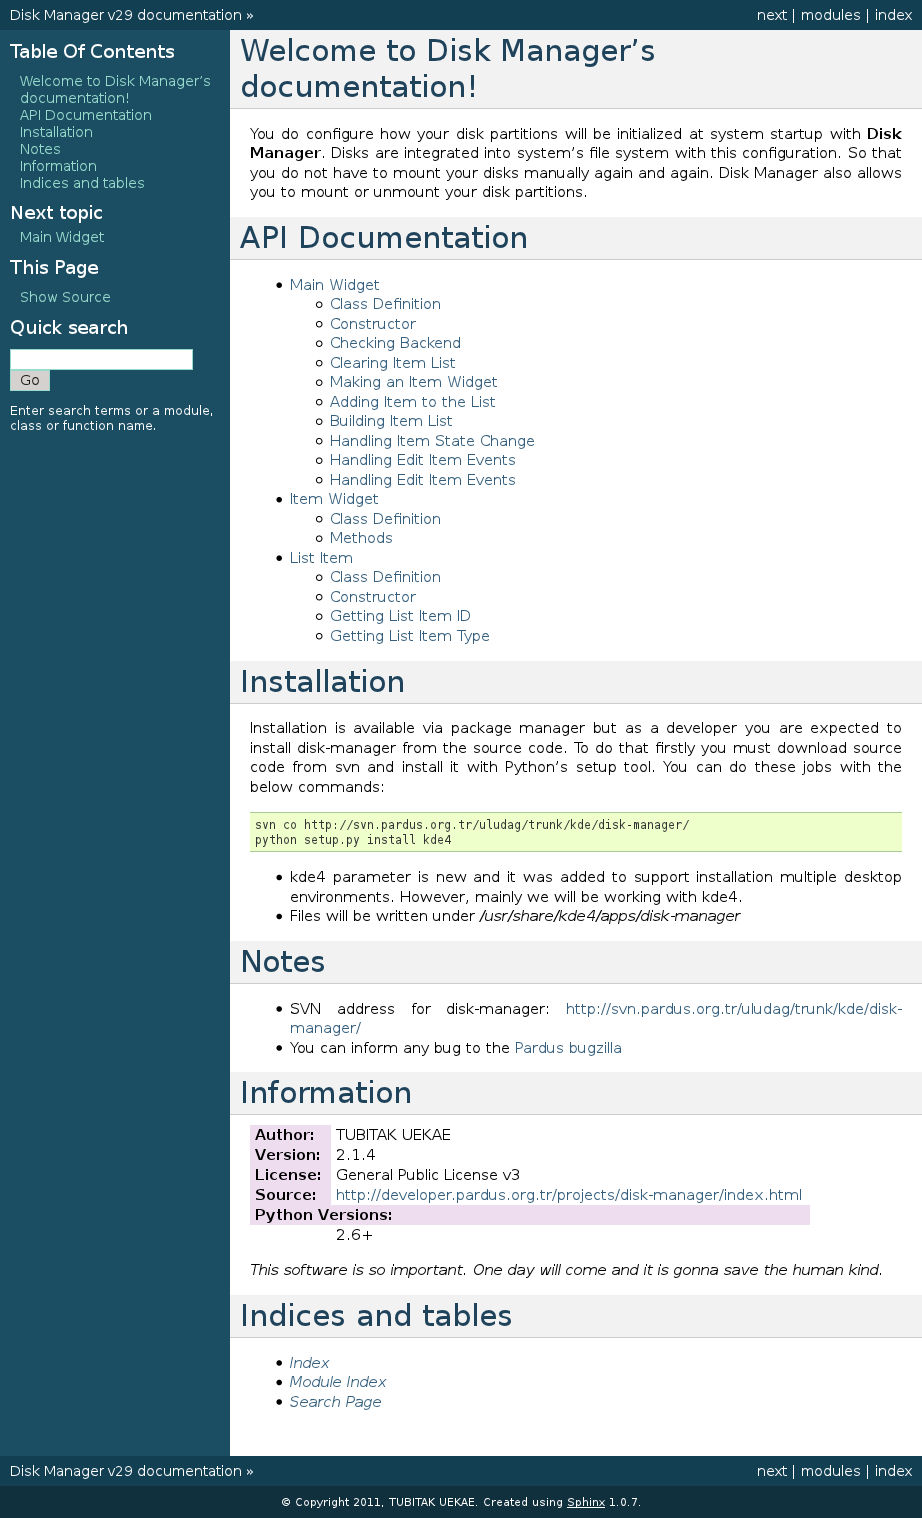 Disk Manager v29 documentation »
next | modules | index
Table Of Contents
Welcome to Disk Manager’s
documentation!
API Documentation
Installation
Notes
Information
Indices and tables
Next topic
Main Widget
This Page
Show Source
Quick search
Go
Enter search terms or a module,
class or function name.
Welcome to Disk Manager’s
documentation!
You do configure how your disk partitions will be initialized at system startup with Disk
Manager. Disks are integrated into system’s file system with this configuration. So that
you do not have to mount your disks manually again and again. Disk Manager also allows
you to mount or unmount your disk partitions.
API Documentation
• Main Widget
◦ Class Definition
◦ Constructor
◦ Checking Backend
◦ Clearing Item List
◦ Making an Item Widget
◦ Adding Item to the List
◦ Building Item List
◦ Handling Item State Change
◦ Handling Edit Item Events
◦ Handling Edit Item Events
• Item Widget
◦ Class Definition
◦ Methods
• List Item
◦ Class Definition
◦ Constructor
◦ Getting List Item ID
◦ Getting List Item Type
Installation
Installation is available via package manager but as a developer you are expected to
install disk-manager from the source code. To do that firstly you must download source
code from svn and install it with Python’s setup tool. You can do these jobs with the
below commands:
svn co http://svn.pardus.org.tr/uludag/trunk/kde/disk-manager/
python setup.py install kde4
• kde4 parameter is new and it was added to support installation multiple desktop
environments. However, mainly we will be working with kde4.
• Files will be written under /usr/share/kde4/apps/disk-manager
Notes
• SVN address for disk-manager: http://svn.pardus.org.tr/uludag/trunk/kde/disk-
manager/
• You can inform any bug to the Pardus bugzilla
Information
Author: TUBITAK UEKAE
Version: 2.1.4
License: General Public License v3
Source: http://developer.pardus.org.tr/projects/disk-manager/index.html
Python Versions:
2.6+
This software is so important. One day will come and it is gonna save the human kind.
Indices and tables
• Index
• Module Index
• Search Page
Disk Manager v29 documentation »
next | modules | index
© Copyright 2011, TUBITAK UEKAE. Created using Sphinx 1.0.7.